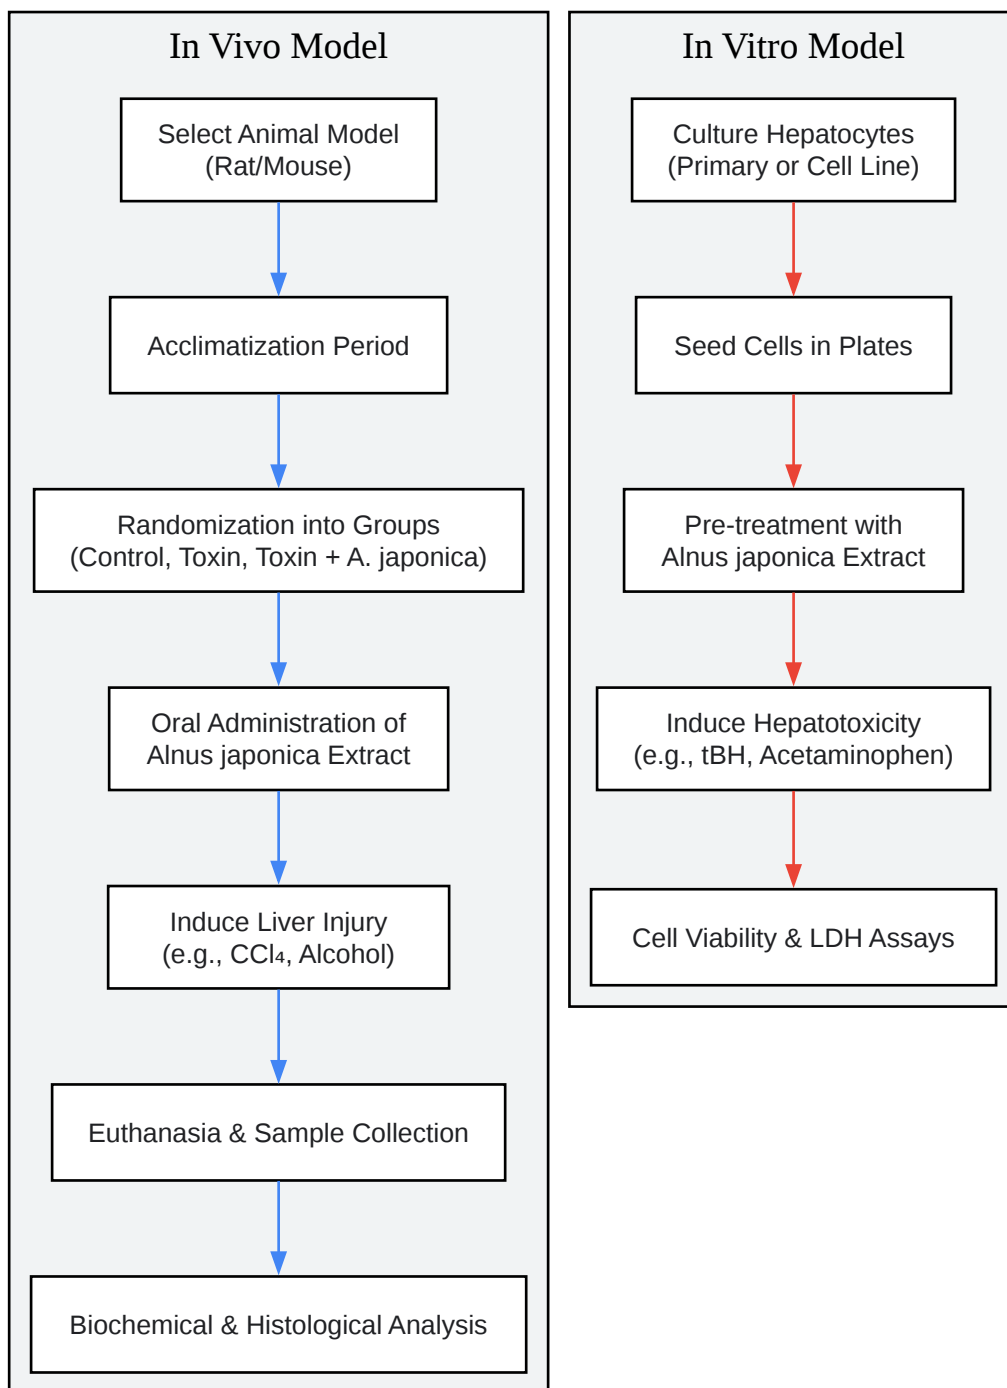 In Vivo Model
Select Animal Model
(Rat/Mouse)
Acclimatization Period
Randomization into Groups
(Control, Toxin, Toxin + A. japonica)
Oral Administration of
Alnus japonica Extract
Induce Liver Injury
(e.g., CCl₄, Alcohol)
Euthanasia & Sample Collection
Biochemical & Histological Analysis
In Vitro Model
Culture Hepatocytes
(Primary or Cell Line)
Seed Cells in Plates
Pre-treatment with
Alnus japonica Extract
Induce Hepatotoxicity
(e.g., tBH, Acetaminophen)
Cell Viability & LDH Assays